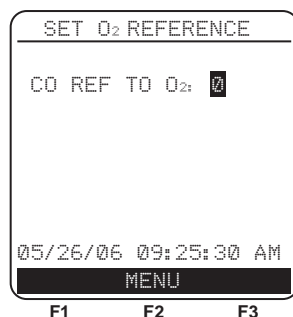 SET O₂ REFERENCE
CO REF TO O₂: 0
05/26/06 09:25:30 AM
MENU
F1 F2 F3